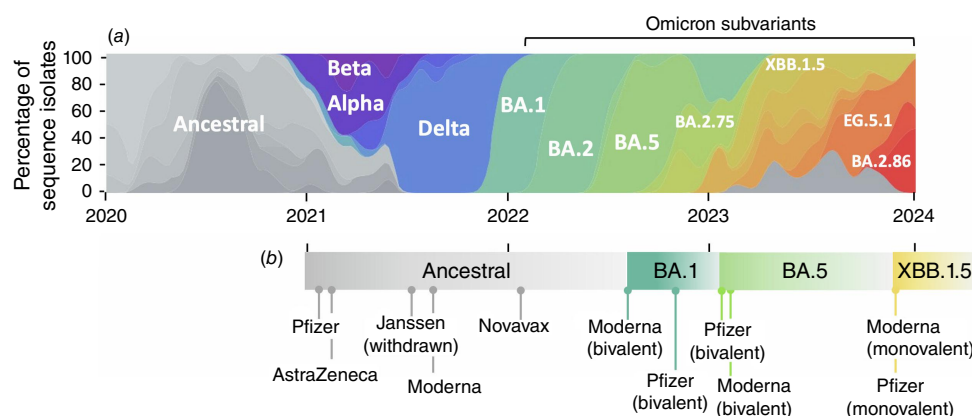 Omicron subvariants
(a)
Percentage of
sequence isolates
100
80
60
40
20
0
Ancestral
Beta
Alpha
Delta
BA.1
BA.2
BA.5
BA.2.75
XBB.1.5
EG.5.1
BA.2.86
2020
2021
2022
2023
2024
(b)
Ancestral
BA.1
BA.5
XBB.1.5
Pfizer
AstraZeneca
Janssen
(withdrawn)
Moderna
Novavax
Moderna
(bivalent)
Pfizer
(bivalent)
Pfizer
(bivalent)
Moderna
(bivalent)
Moderna
(monovalent)
Pfizer
(monovalent)